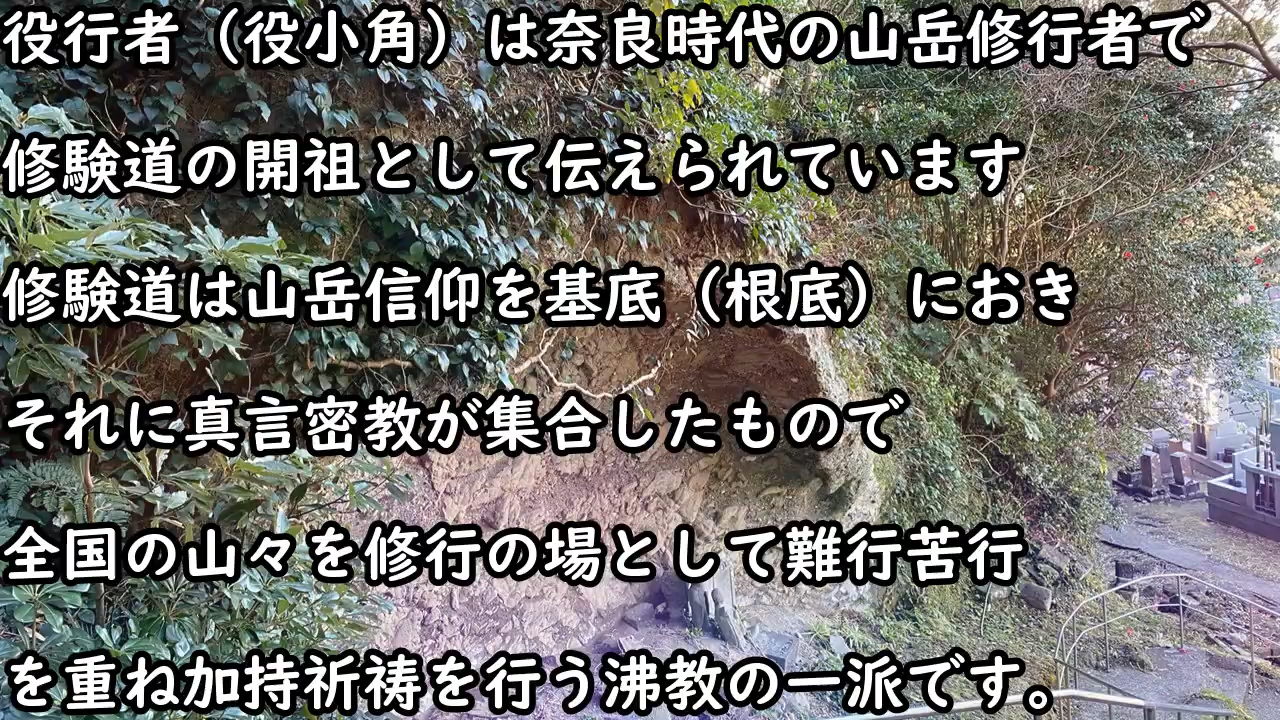 役行者（役小角）は奈良時代の山岳修行者で
修験道の開祖として伝えられています
修験道は山岳信仰を基底（根底）におき
それに真言密教が集合したもので
全国の山々を修行の場として難行苦行
を重ね加持祈祷を行う沸教の一派です。